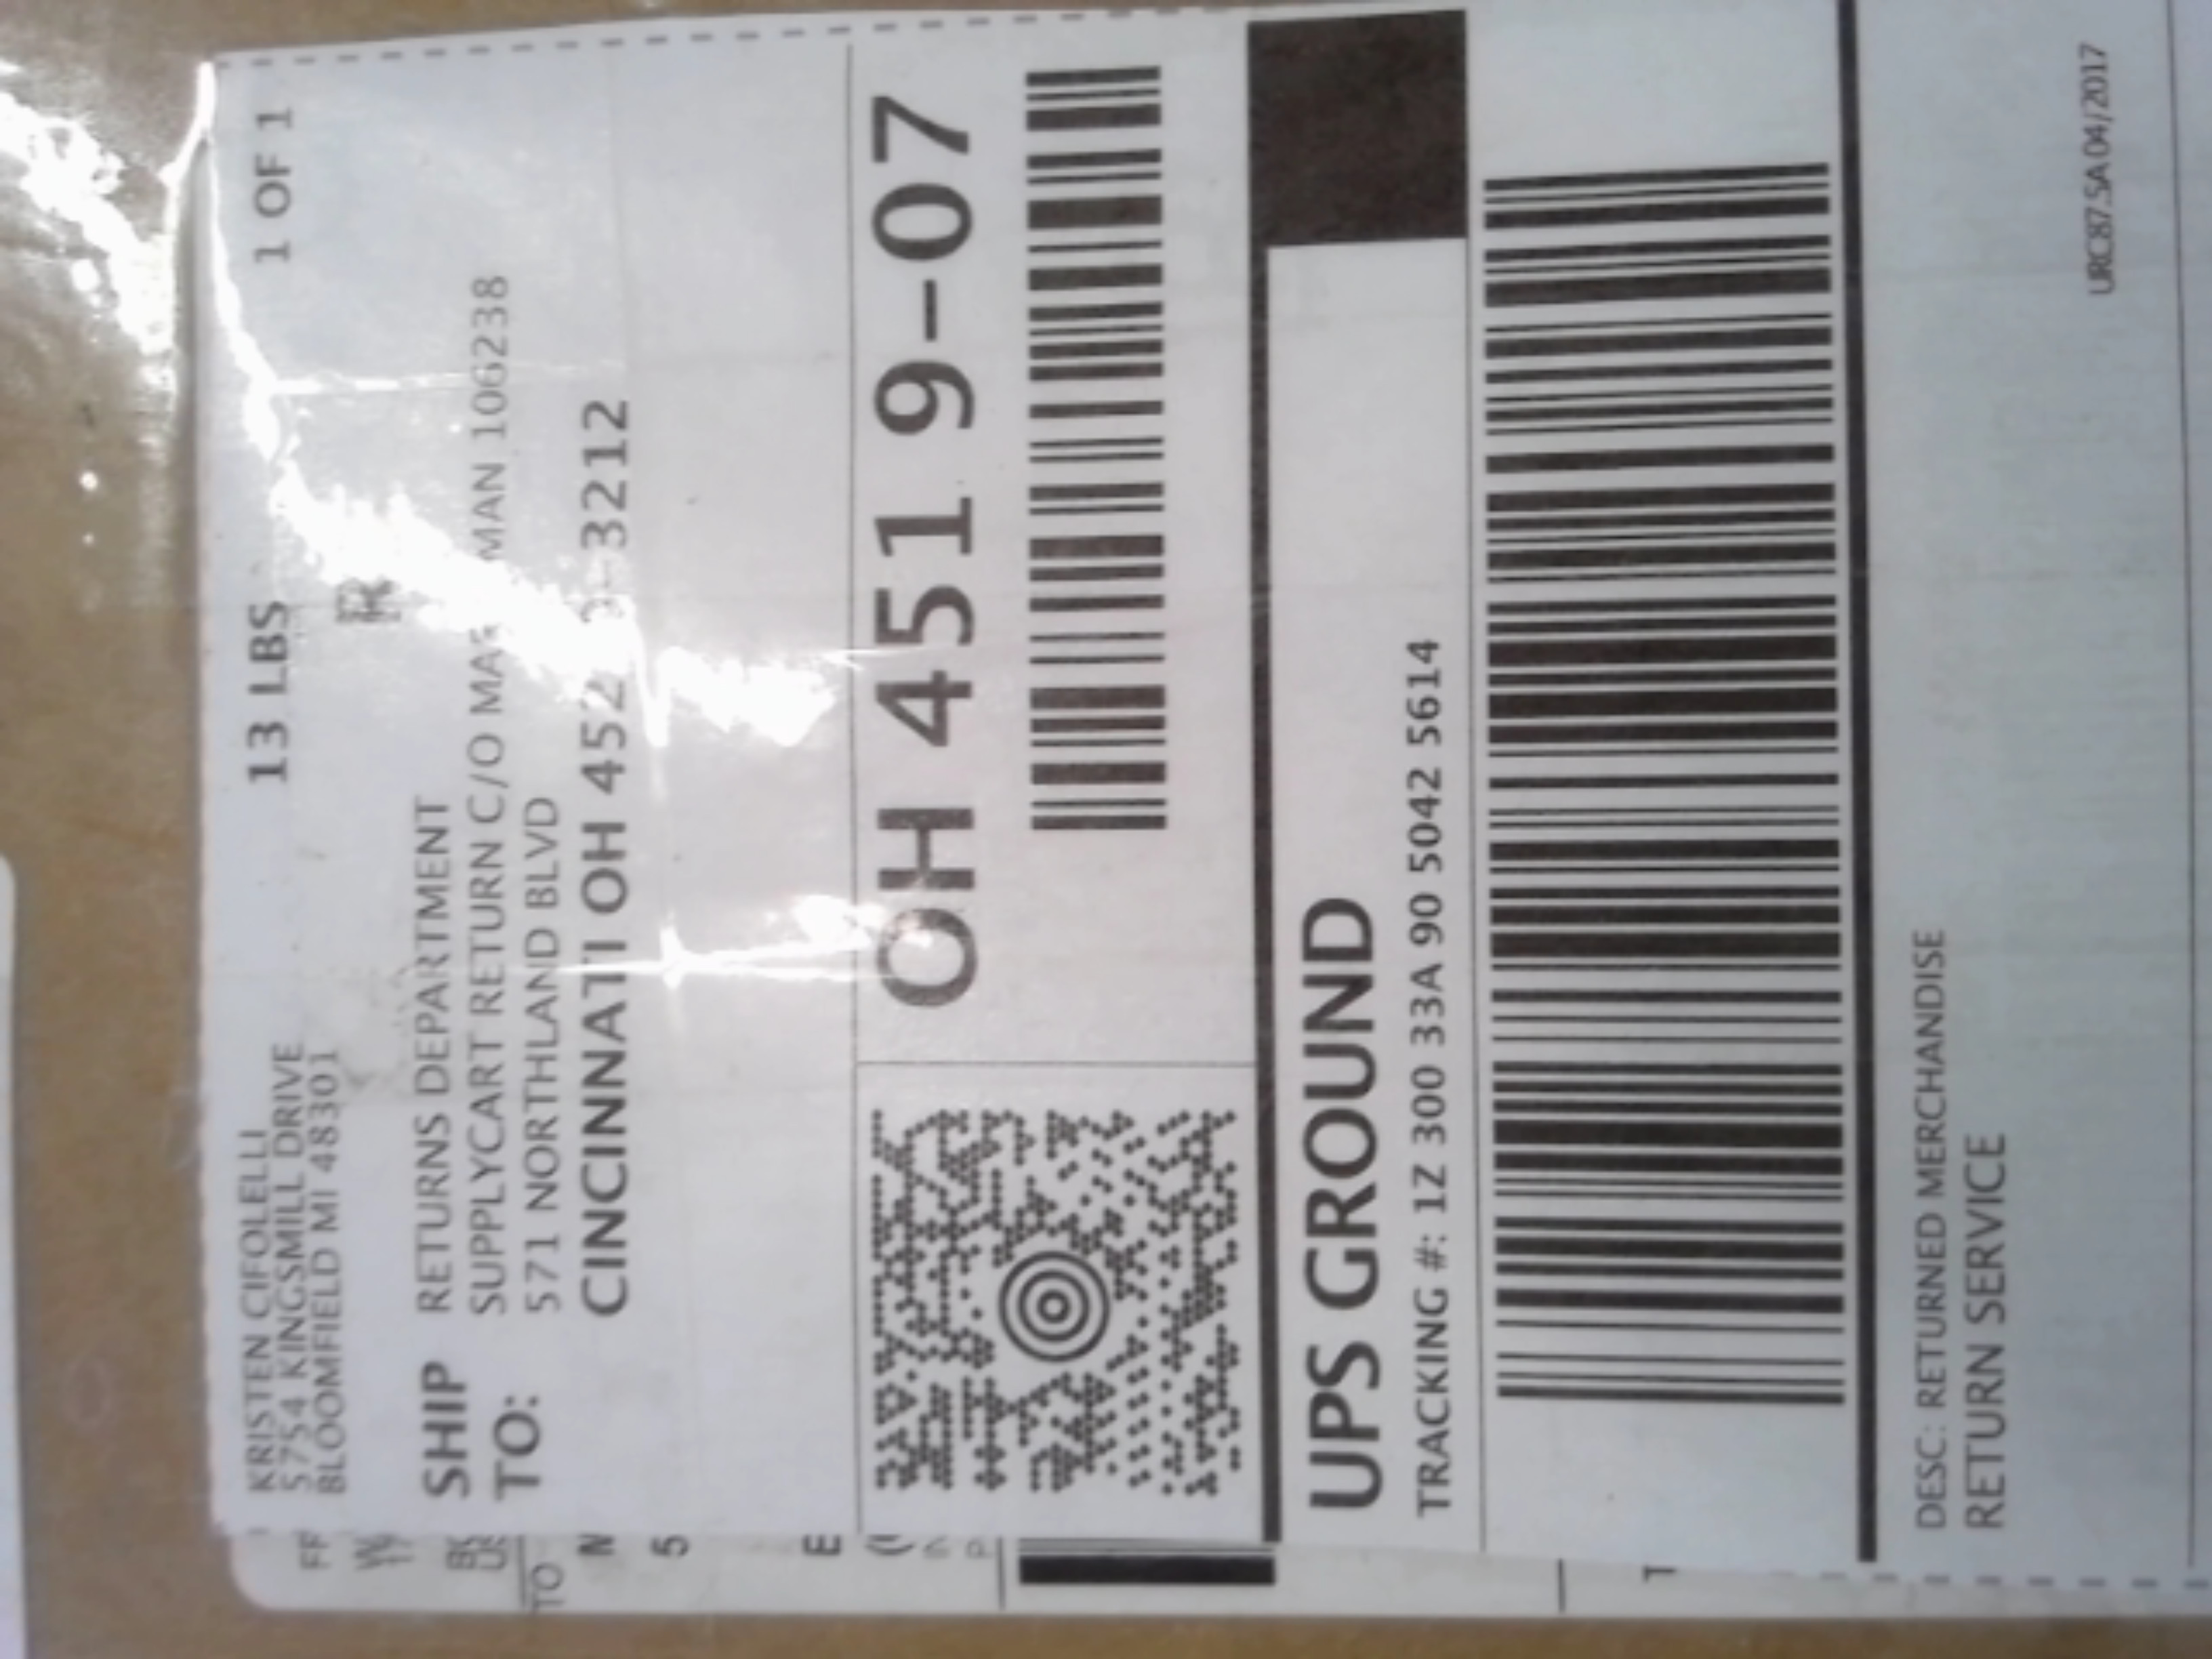 KRISTEN CIFOLELLI
5754 KINGSMILL DRIVE
BLOOMFIELD MI 48301
13 LBS
1 OF 1
R
SHIP TO:
RETURNS DEPARTMENT
SUPPLYCART RETURN C/O MAN 106238
571 NORTHLAND BLVD
CINCINNATI OH 3212
OH 451 9-07
UPS GROUND
TRACKING #: 1Z 300 33A 90 5042 5614
DESC: RETURNED MERCHANDISE
RETURN SERVICE
URC87.5A 04/2017
TO
N
5
E